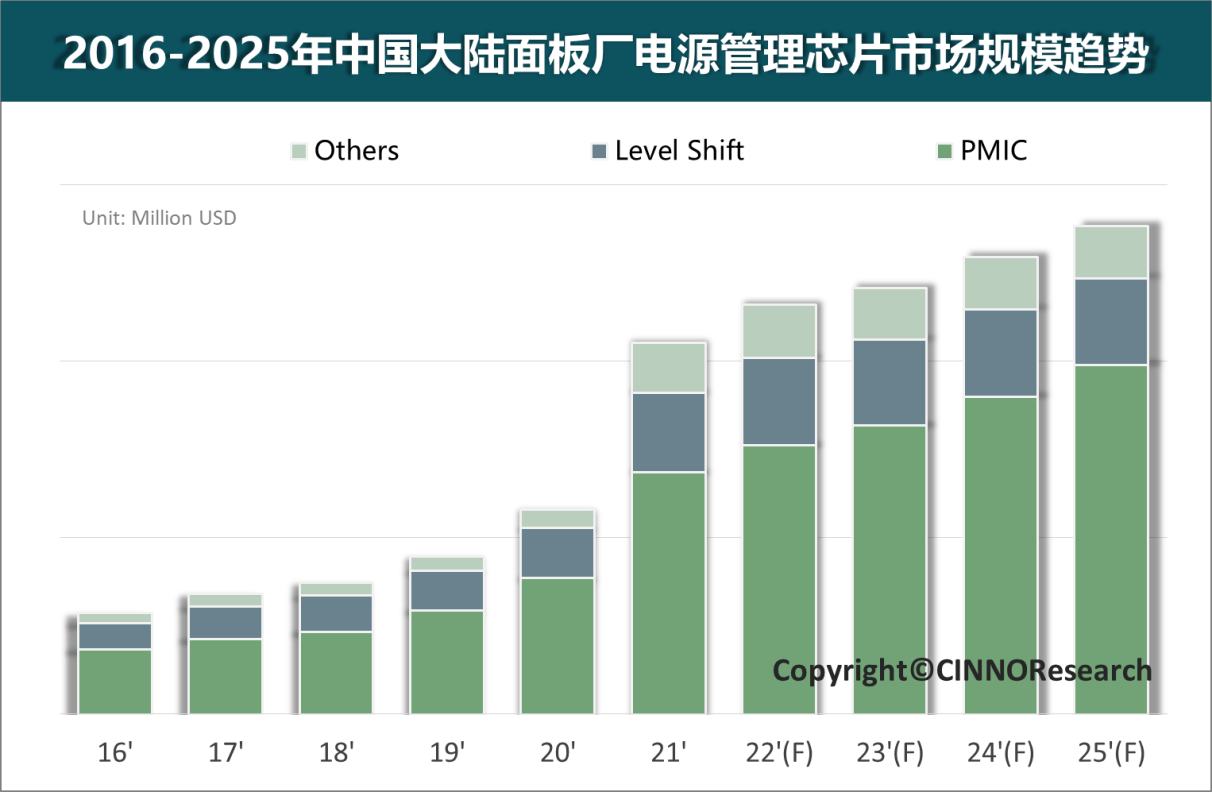 2016-2025年中国大陆面板厂电源管理芯片市场规模趋势
Others Level Shift PMIC
Unit: Million USD
Copyright©CINNOResearch
16' 17' 18' 19' 20' 21' 22'(F) 23'(F) 24'(F) 25'(F)